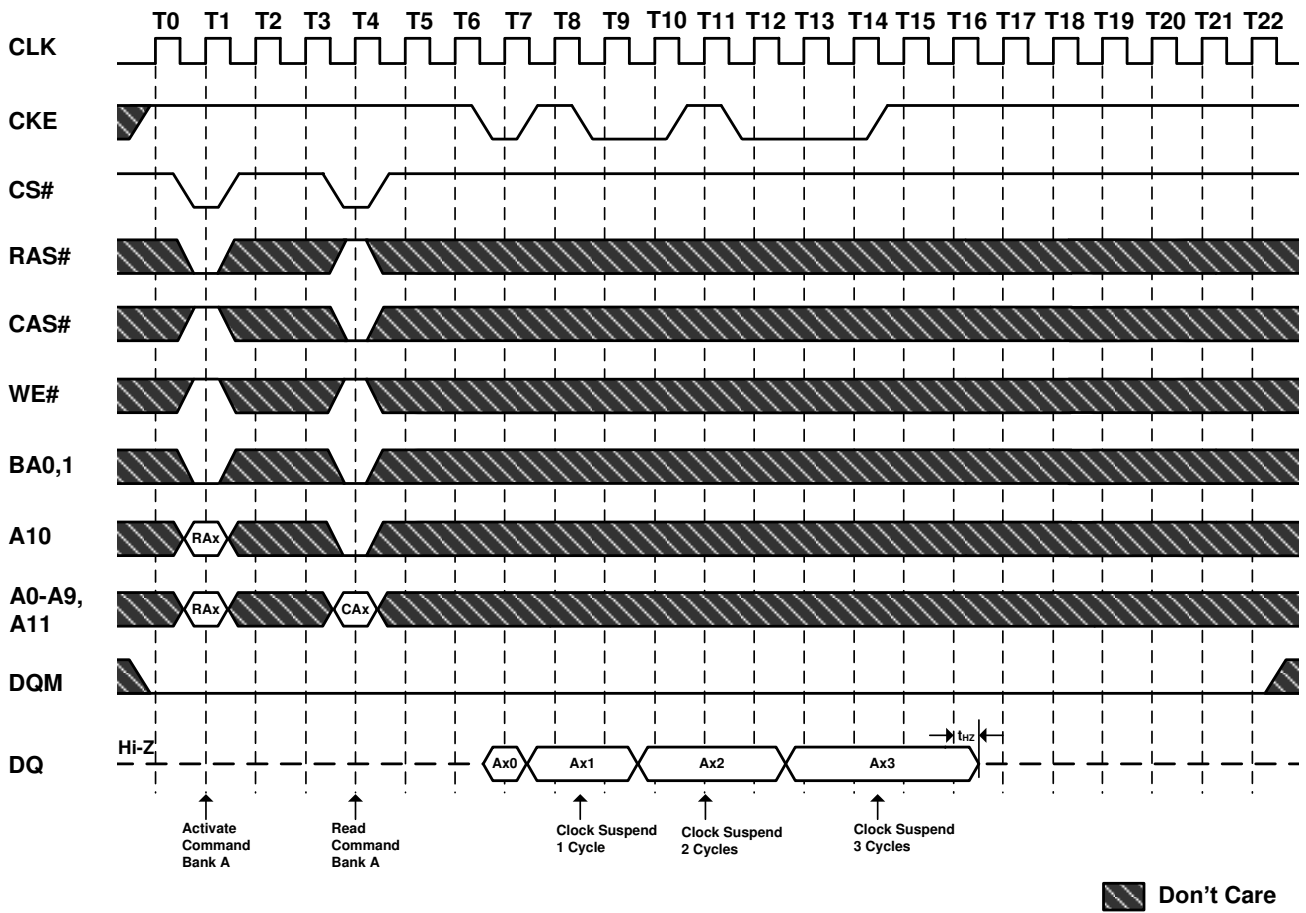 T0 T1 T2 T3 T4 T5 T6 T7 T8 T9 T10 T11 T12 T13 T14 T15 T16 T17 T18 T19 T20 T21 T22
CLK
CKE
CS#
RAS#
CAS#
WE#
BA0,1
A10
RAx
A0-A9,
A11
RAx
CAx
DQM
tHZ
Hi-Z
DQ
Ax0
Ax1
Ax2
Ax3
Activate
Command
Bank A
Read
Command
Bank A
Clock Suspend
1 Cycle
Clock Suspend
2 Cycles
Clock Suspend
3 Cycles
Don't Care